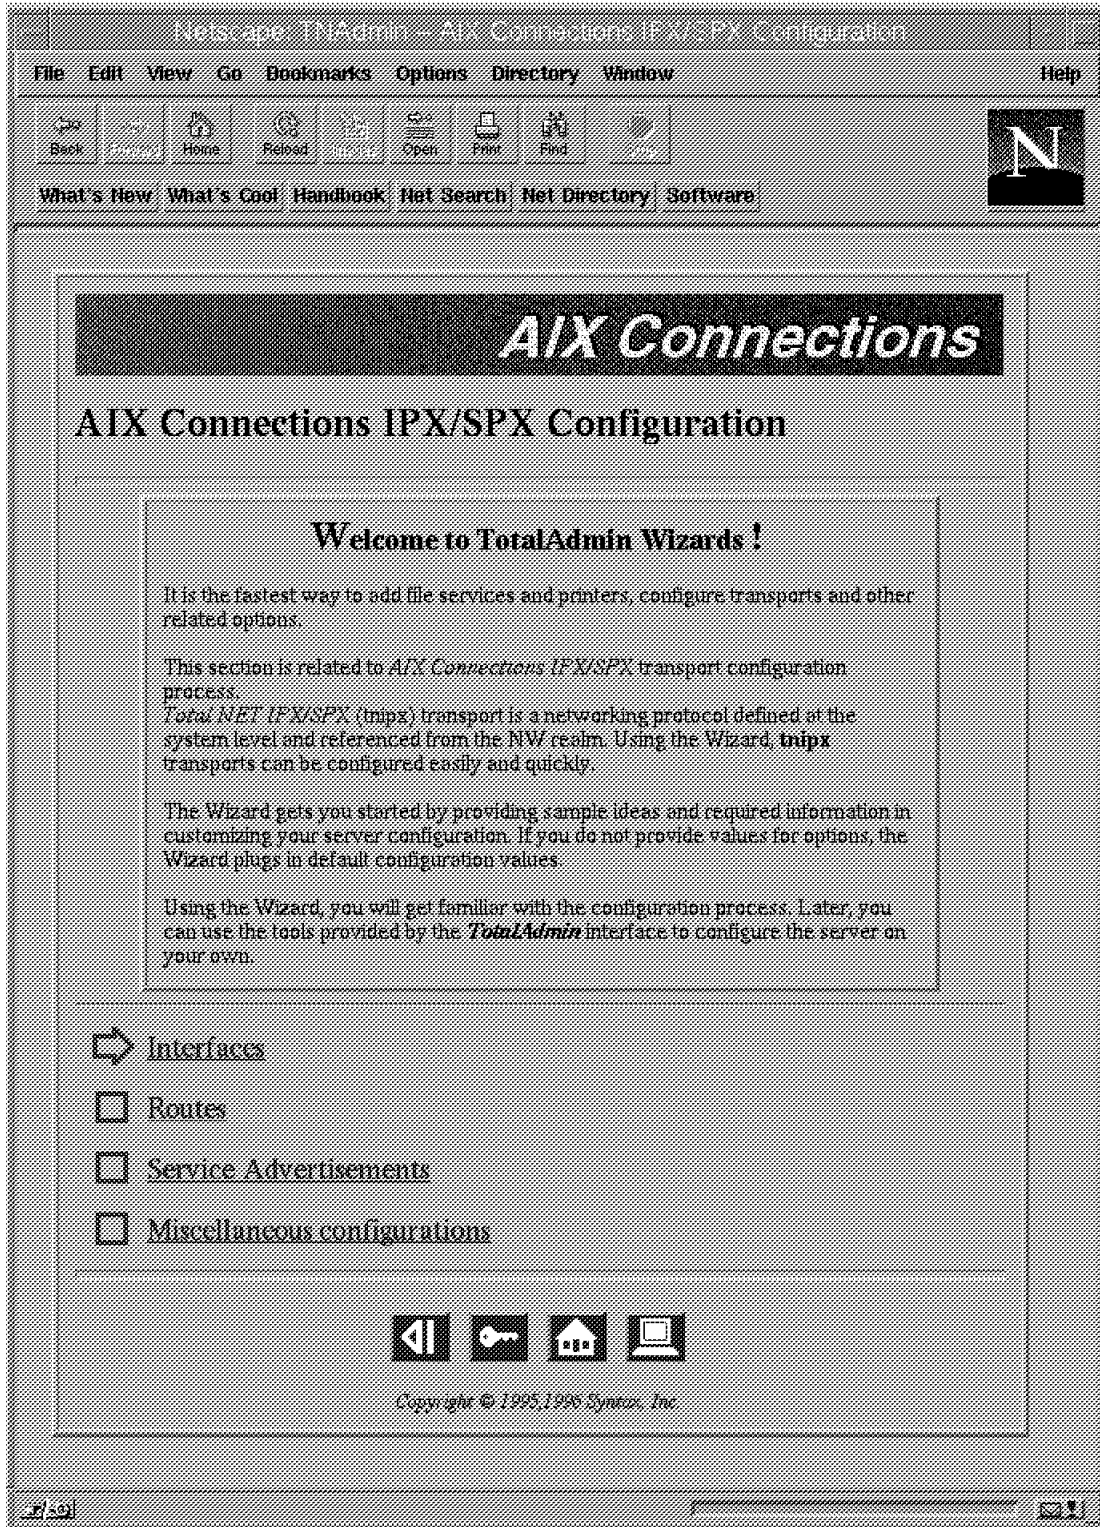 Netscape: TNAdmin – AIX Connections IPX/SPX Configuration
File Edit View Go Bookmarks Options Directory Window Help
Back Home Reload Open Print Find
What's New What's Cool Handbook Net Search Net Directory Software
N
AIX Connections
AIX Connections IPX/SPX Configuration
Welcome to TotalAdmin Wizards !
It is the fastest way to add file services and printers, configure transports and other
related options.
This section is related to AIX Connections IPX/SPX transport configuration
process.
Total NET IPX/SPX (tnipx) transport is a networking protocol defined at the
system level and referenced from the NW realm. Using the Wizard, tnipx
transports can be configured easily and quickly.
The Wizard gets you started by providing sample ideas and required information in
customizing your server configuration. If you do not provide values for options, the
Wizard plugs in default configuration values.
Using the Wizard, you will get familiar with the configuration process. Later, you
can use the tools provided by the TotalAdmin interface to configure the server on
your own.
Interfaces
Routes
Service Advertisements
Miscellaneous configurations
Copyright © 1995,1996 Syntax, Inc.